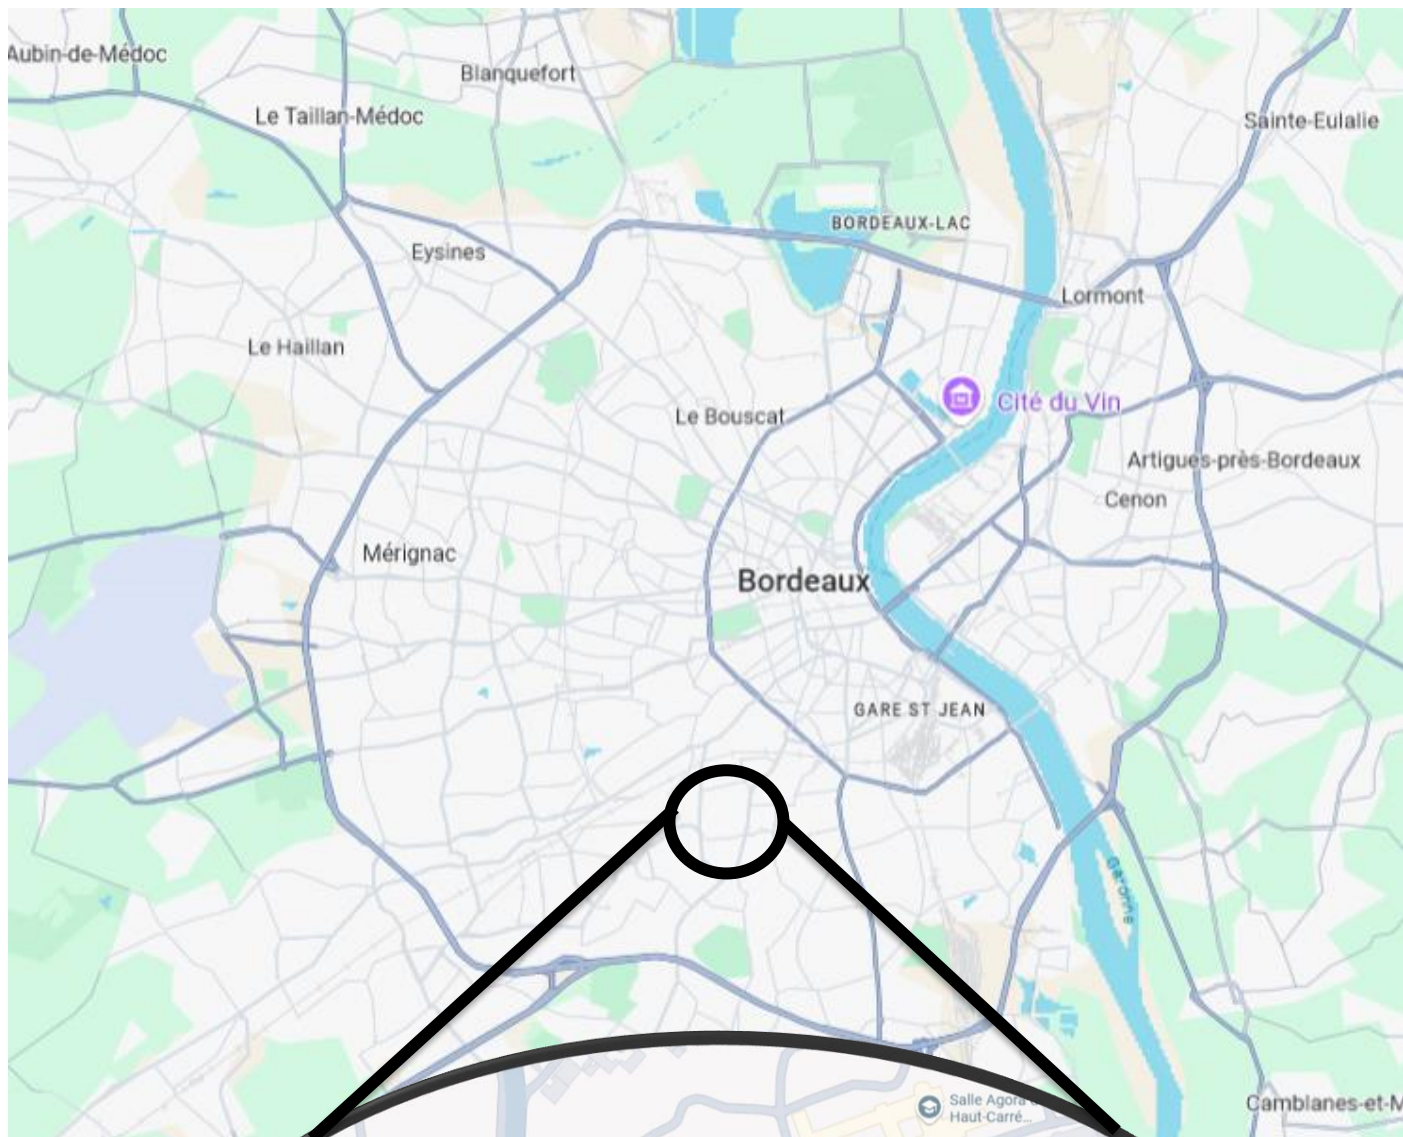 Aubin-de-Médoc
Blanquefort
Le Taillan-Médoc
Sainte-Eulalie
BORDEAUX-LAC
Eysines
Lormont
Le Haillan
Cité du Vin
Le Bouscat
Artigues-près-Bordeaux
Cenon
Mérignac
Bordeaux
GARE ST JEAN
Garonne
Salle Agora
Haut-Carré...
Camblanes-et-M